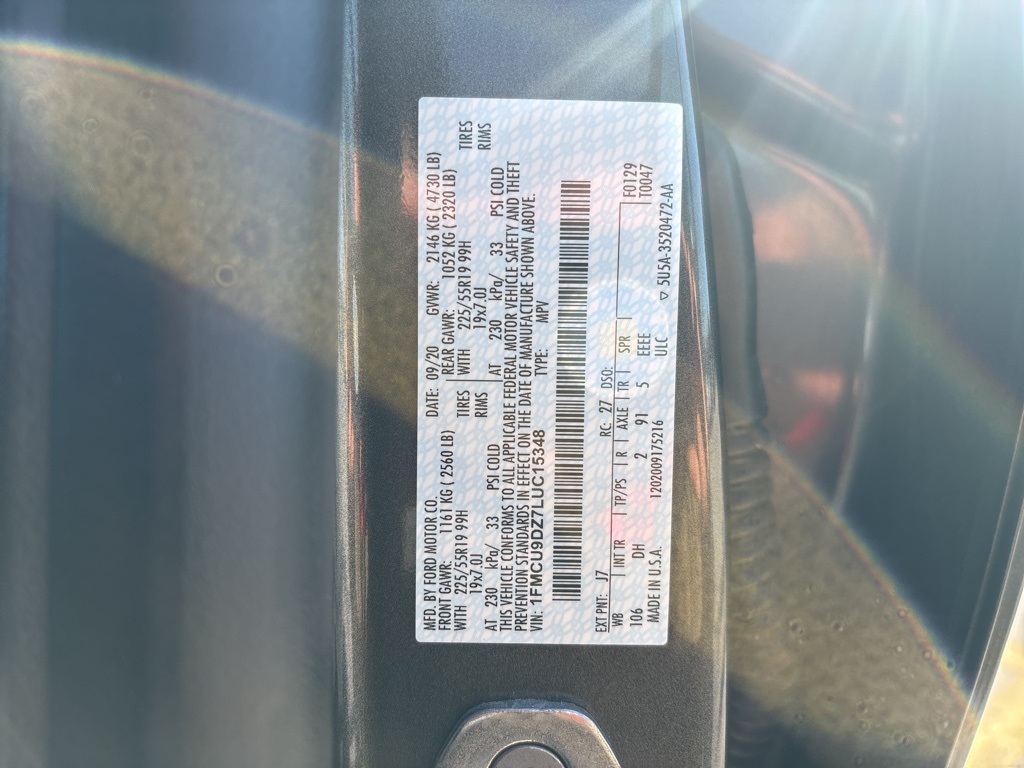 MFD. BY FORD MOTOR CO. DATE: 09/20 GVWR: 2146 KG ( 4730 LB)
FRONT GAWR: 1161 KG ( 2560 LB) REAR GAWR: 1052 KG ( 2320 LB)
WITH 225/55R19 99H TIRES WITH 225/55R19 99H TIRES
19x7.0J RIMS 19x7.0J RIMS
AT 230 kPa/ 33 PSI COLD AT 230 kPa/ 33 PSI COLD
THIS VEHICLE CONFORMS TO ALL APPLICABLE FEDERAL MOTOR VEHICLE SAFETY AND THEFT
PREVENTION STANDARDS IN EFFECT ON THE DATE OF MANUFACTURE SHOWN ABOVE.
VIN: 1FMCU9DZ7LUC15348 TYPE: MPV
EXT PNT: J7 RC: 27 DSO: F0129
WB INT TR TP/PS R AXLE TR SPR T0047
106 DH 2 91 5 EEEE
MADE IN U.S.A. 1202009175216 ULC
▽ 5U5A-3520472-AA